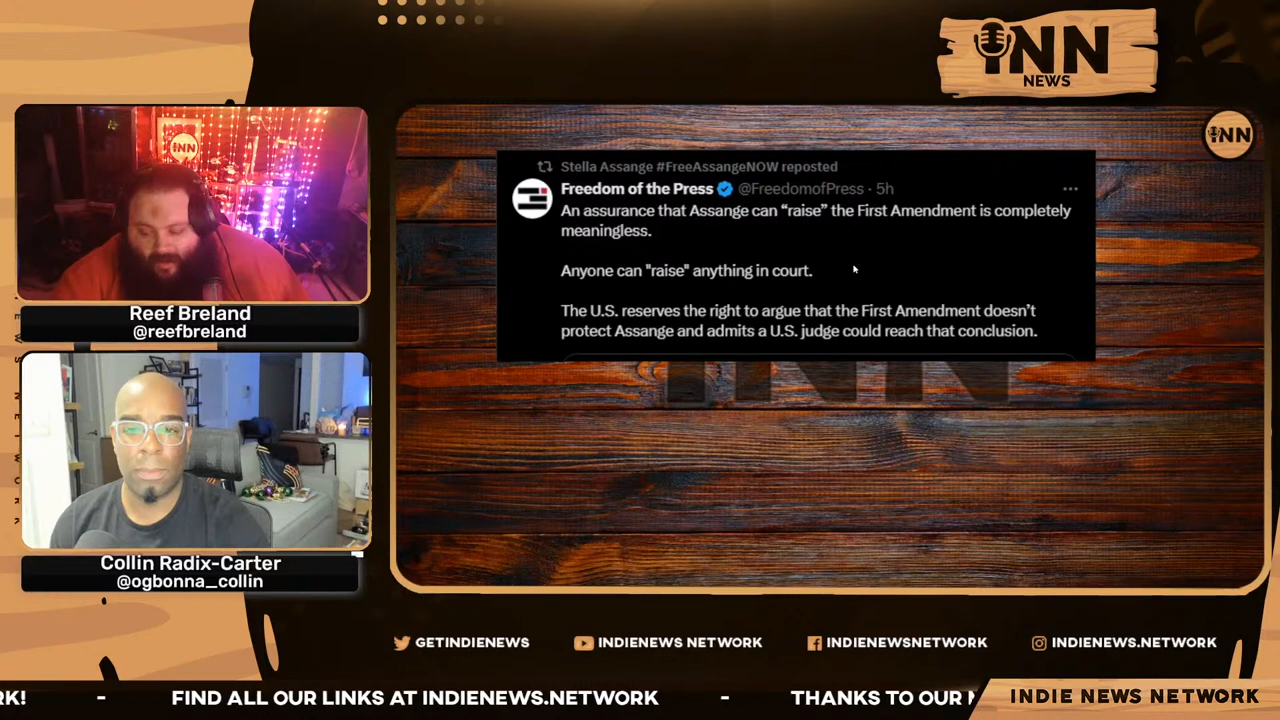 INN
NEWS
INN
INN
Stella Assange #FreeAssangeNOW reposted
Freedom of the Press @FreedomofPress · 5h
An assurance that Assange can “raise” the First Amendment is completely
meaningless.
Anyone can "raise" anything in court.
The U.S. reserves the right to argue that the First Amendment doesn’t
protect Assange and admits a U.S. judge could reach that conclusion.
INN
Reef Breland
@reefbreland
Collin Radix-Carter
@ogbonna_collin
GETINDIENEWS
INDIENEWS NETWORK
INDIENEWSNETWORK
INDIENEWS.NETWORK
RK! - FIND ALL OUR LINKS AT INDIENEWS.NETWORK - THANKS TO OUR
INDIE NEWS NETWORK